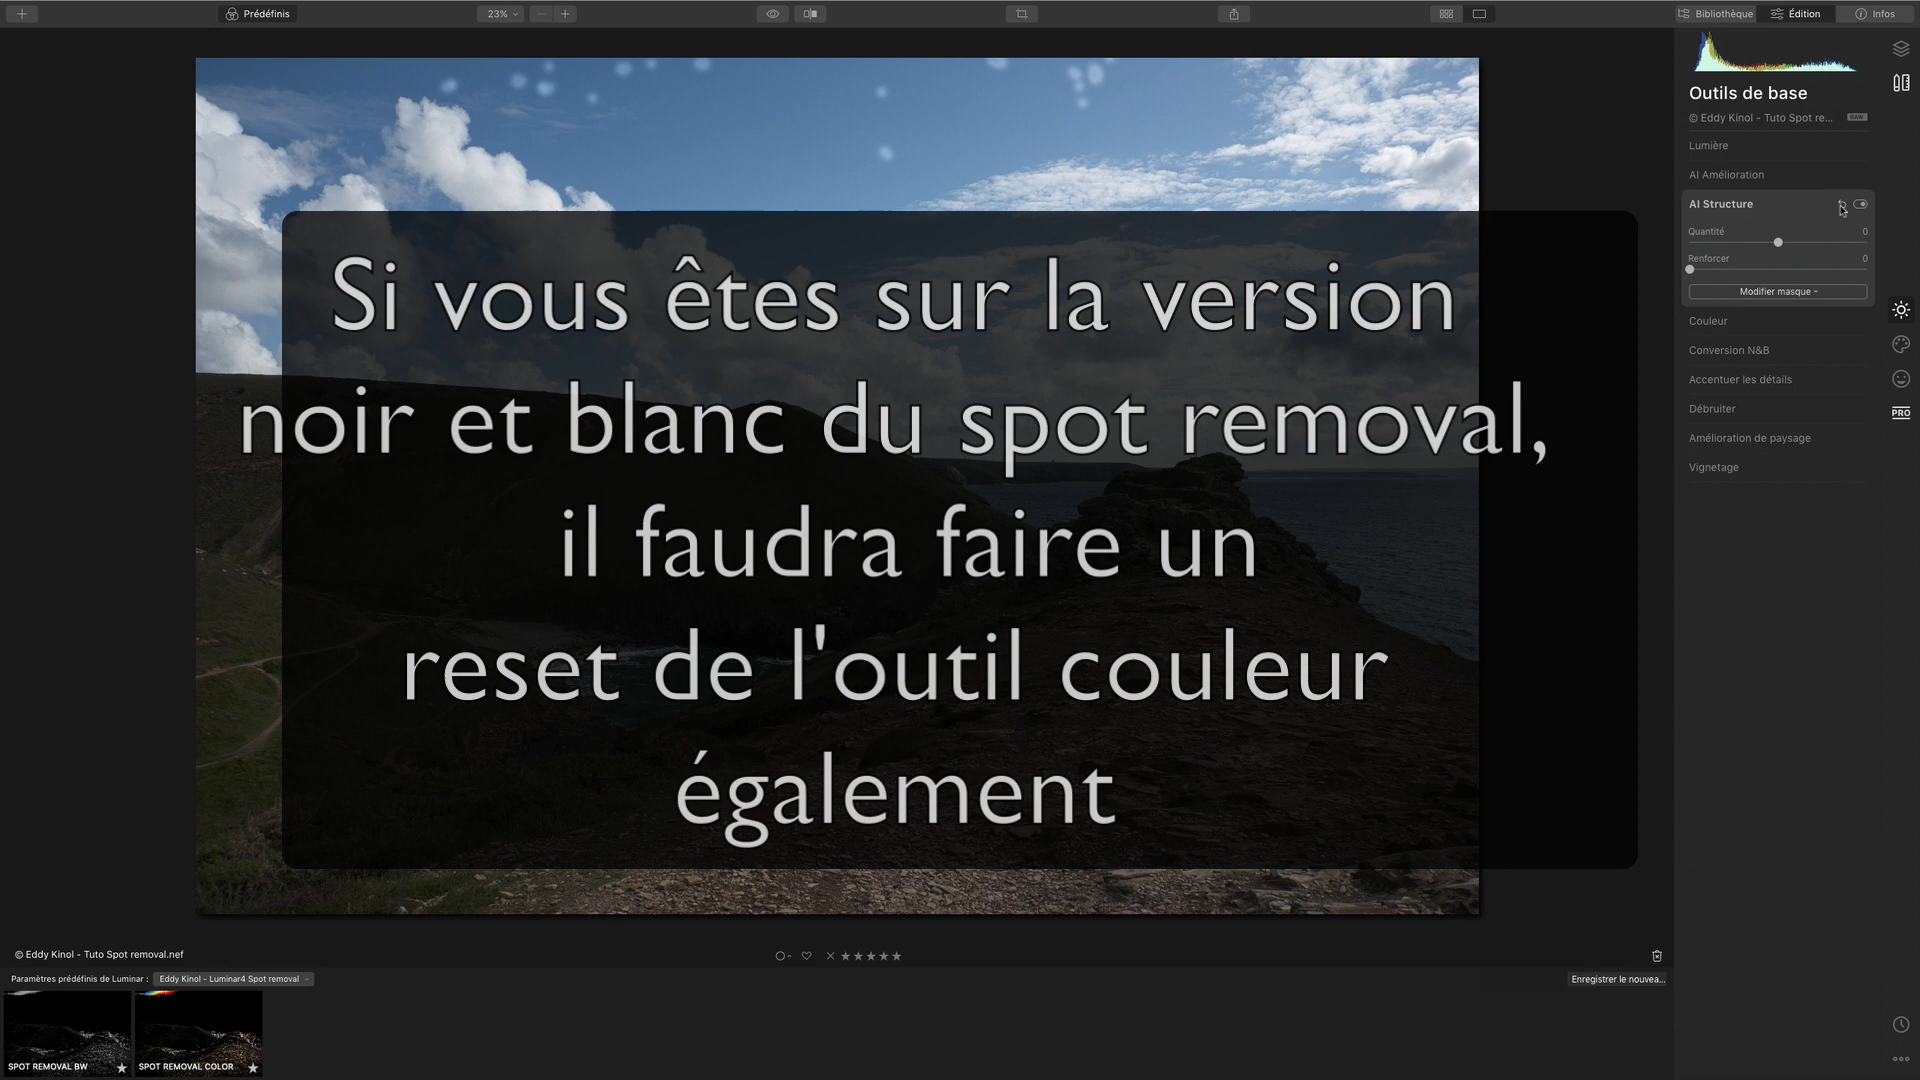 Prédéfinis
23%
Bibliothèque
Édition
Infos
Outils de base
© Eddy Kinol - Tuto Spot re...
RAW
Lumière
AI Amélioration
AI Structure
Quantité 0
Renforcer 0
Modifier masque
Couleur
Conversion N&B
Accentuer les détails
Débruiter
Amélioration de paysage
Vignetage
PRO
Si vous êtes sur la version
noir et blanc du spot removal,
il faudra faire un
reset de l'outil couleur
également
© Eddy Kinol - Tuto Spot removal.nef
Paramètres prédéfinis de Luminar :
Eddy Kinol - Luminar4 Spot removal
Enregistrer le nouvea...
SPOT REMOVAL BW
SPOT REMOVAL COLOR